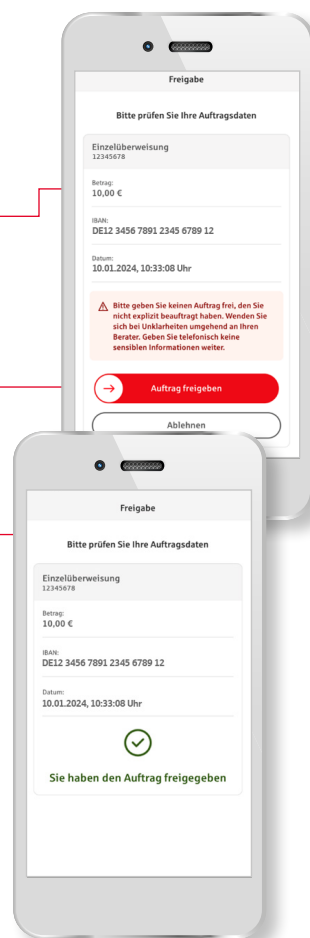 Freigabe
Bitte prüfen Sie Ihre Auftragsdaten
Einzelüberweisung
12345678
Betrag:
10,00 €
IBAN:
DE12 3456 7891 2345 6789 12
Datum:
10.01.2024, 10:33:08 Uhr
Bitte geben Sie keinen Auftrag frei, den Sie
nicht explizit beauftragt haben. Wenden Sie
sich bei Unklarheiten umgehend an Ihren
Berater. Geben Sie telefonisch keine
sensiblen Informationen weiter.
Auftrag freigeben
Ablehnen
Freigabe
Bitte prüfen Sie Ihre Auftragsdaten
Einzelüberweisung
12345678
Betrag:
10,00 €
IBAN:
DE12 3456 7891 2345 6789 12
Datum:
10.01.2024, 10:33:08 Uhr
Sie haben den Auftrag freigegeben